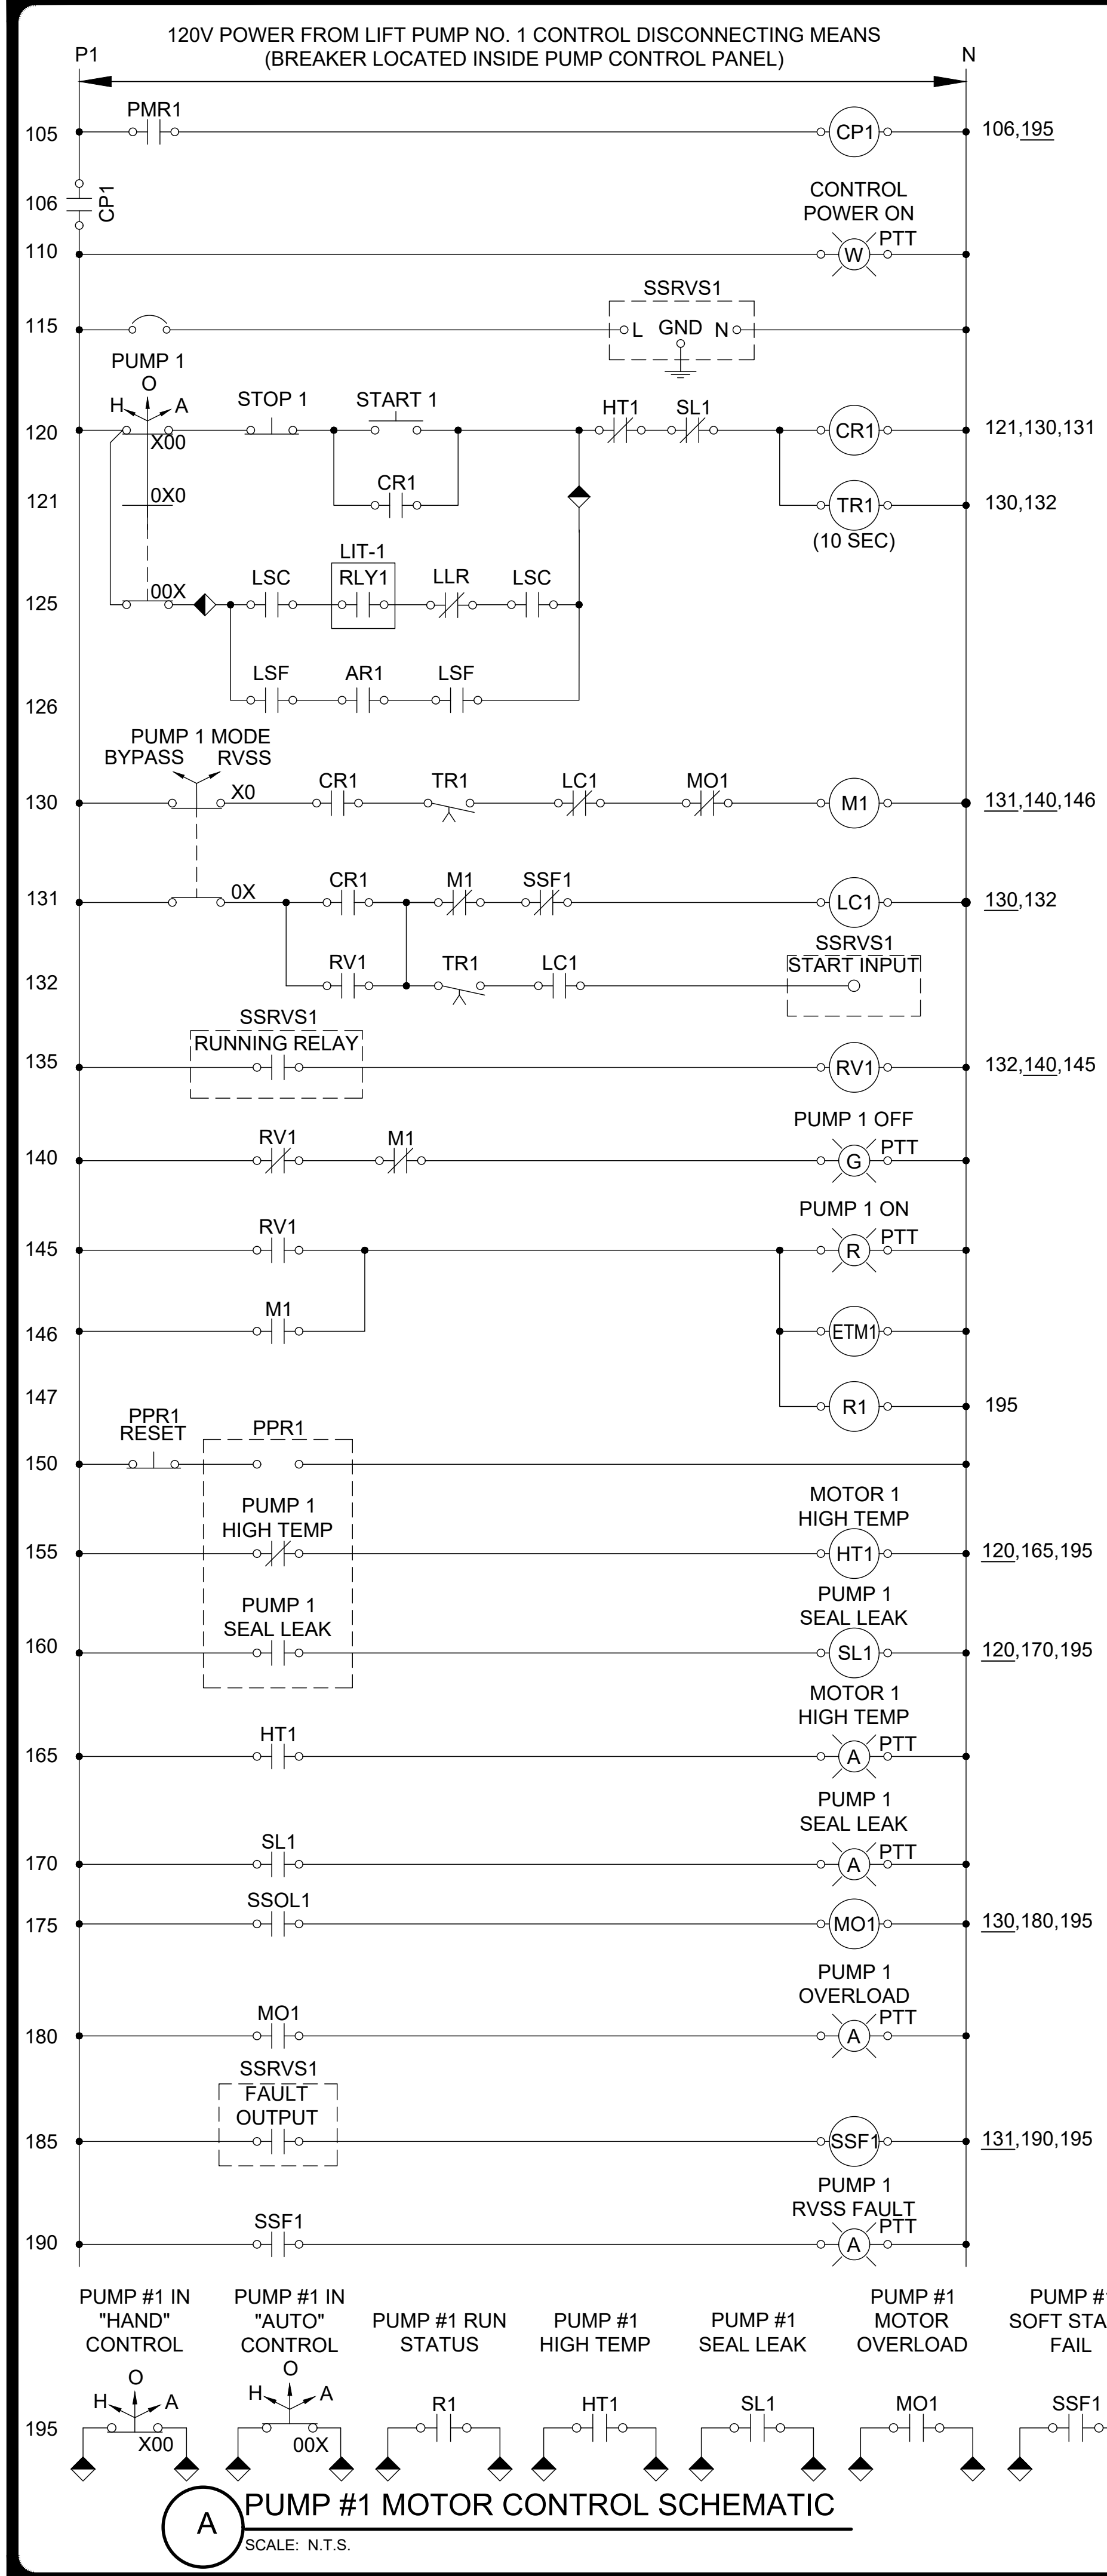 120V POWER FROM LIFT PUMP NO. 1 CONTROL DISCONNECTING MEANS
P1 (BREAKER LOCATED INSIDE PUMP CONTROL PANEL) N
PMR1
105 CP1 106,195
106 CP1
CONTROL
POWER ON
110 W PTT
SSRVS1
115 L GND N
PUMP 1
O
H A STOP 1 START 1 HT1 SL1
120 X00 CR1 121,130,131
CR1
121 0X0 TR1 130,132
(10 SEC)
LIT-1
LSC RLY1 LLR LSC
125 00X
LSF AR1 LSF
126
PUMP 1 MODE
BYPASS RVSS
X0 CR1 TR1 LC1 MO1
130 M1 131,140,146
0X CR1 M1 SSF1
131 LC1 130,132
SSRVS1
RV1 TR1 LC1 START INPUT
132
SSRVS1
RUNNING RELAY
135 RV1 132,140,145
PUMP 1 OFF
RV1 M1 PTT
140 G
PUMP 1 ON
RV1 PTT
145 R
M1
146 ETM1
147 R1 195
PPR1
RESET PPR1
150
PUMP 1
HIGH TEMP
MOTOR 1
HIGH TEMP
155 HT1 120,165,195
PUMP 1
SEAL LEAK
PUMP 1
SEAL LEAK
160 SL1 120,170,195
MOTOR 1
HIGH TEMP
HT1 PTT
165 A
PUMP 1
SEAL LEAK
SL1 PTT
170 A
SSOL1
175 MO1 130,180,195
PUMP 1
OVERLOAD
MO1 PTT
180 A
SSRVS1
FAULT
OUTPUT
185 SSF1 131,190,195
PUMP 1
RVSS FAULT
SSF1 PTT
190 A
PUMP #1 IN
"HAND"
CONTROL
PUMP #1 IN
"AUTO"
CONTROL
PUMP #1 RUN
STATUS
PUMP #1
HIGH TEMP
PUMP #1
SEAL LEAK
PUMP #1
MOTOR
OVERLOAD
PUMP #
SOFT STA
FAIL
O O
H A H A R1 HT1 SL1 MO1 SSF1
195 X00 00X
A PUMP #1 MOTOR CONTROL SCHEMATIC
SCALE: N.T.S.